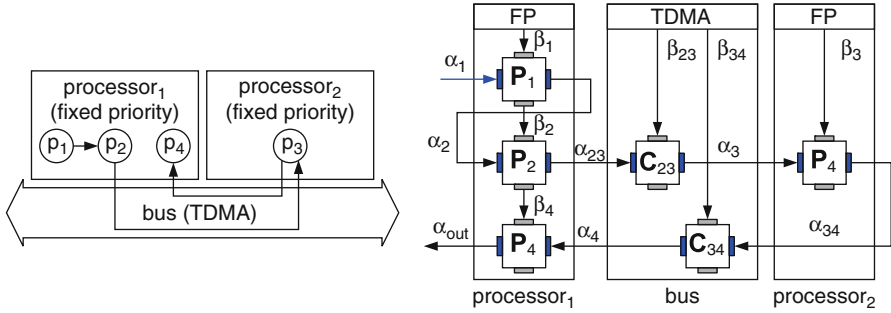 processor₁
(fixed priority)
processor₂
(fixed priority)
p₁
p₂
p₄
p₃
bus (TDMA)
FP
TDMA
FP
β₁
β₂₃
β₃₄
β₃
α₁
P₁
α₂
β₂
P₂
α₂₃
C₂₃
α₃
P₄
β₄
αout
P₄
α₄
C₃₄
α₃₄
processor₁
bus
processor₂